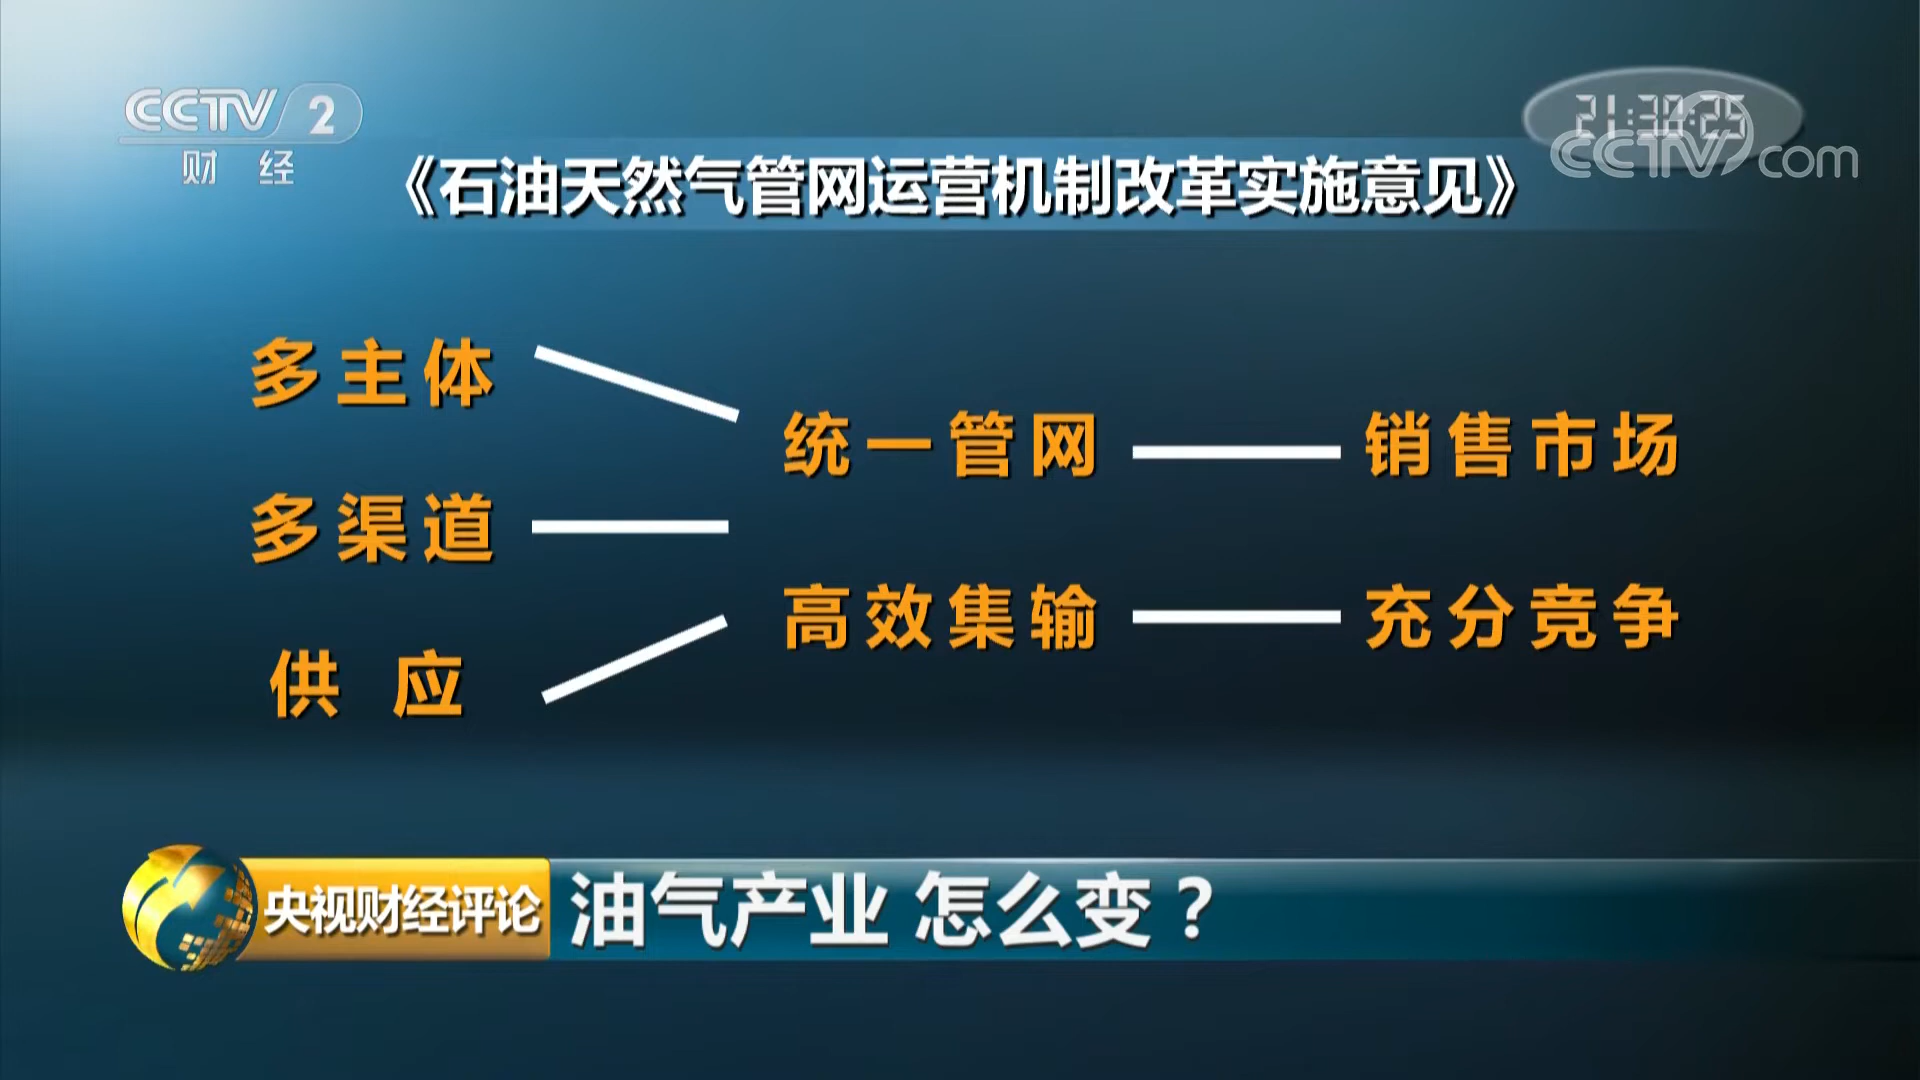 CCTV 2
财 经
21:30:25
CCTV com
《石油天然气管网运营机制改革实施意见》
多主体
多渠道
供 应
统一管网
高效集输
销售市场
充分竞争
央视财经评论
油气产业 怎么变？